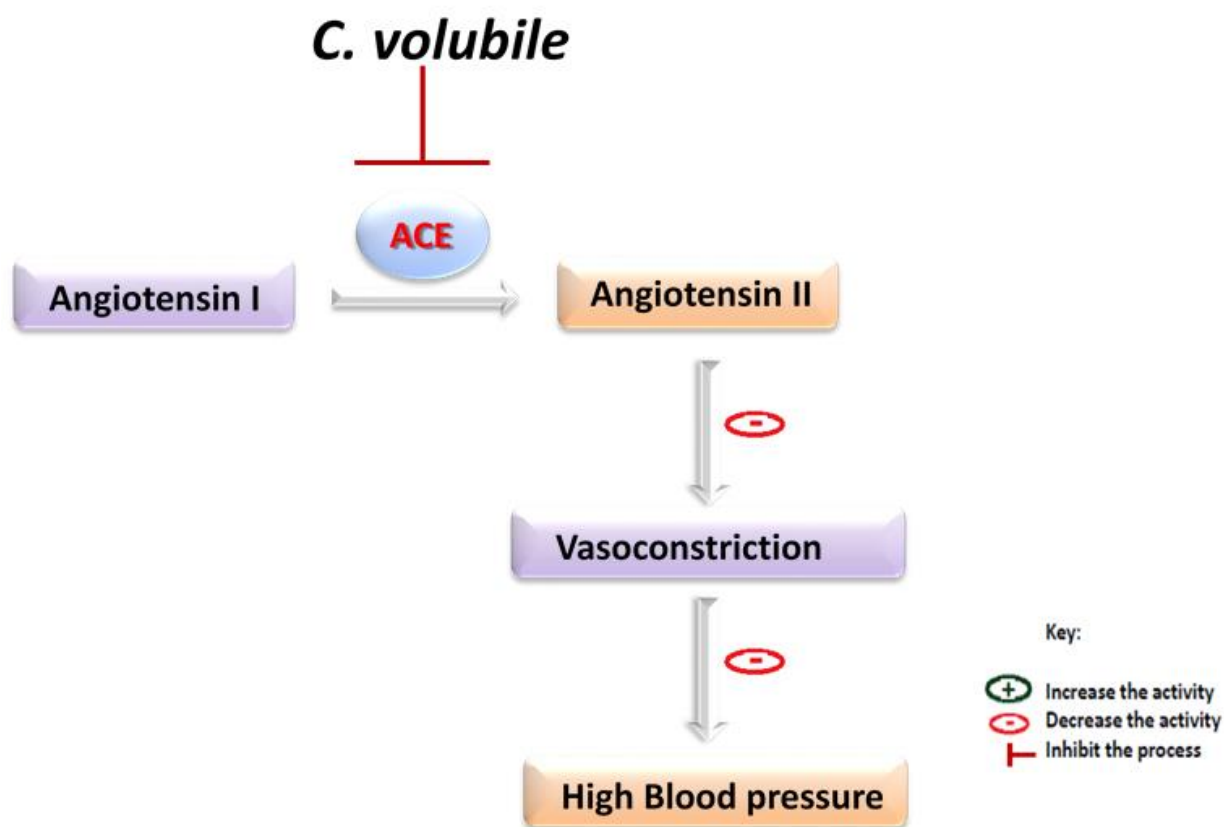 C. volubile
ACE
Angiotensin I
Angiotensin II
-
Vasoconstriction
-
High Blood pressure
Key:
+ Increase the activity
- Decrease the activity
Inhibit the process